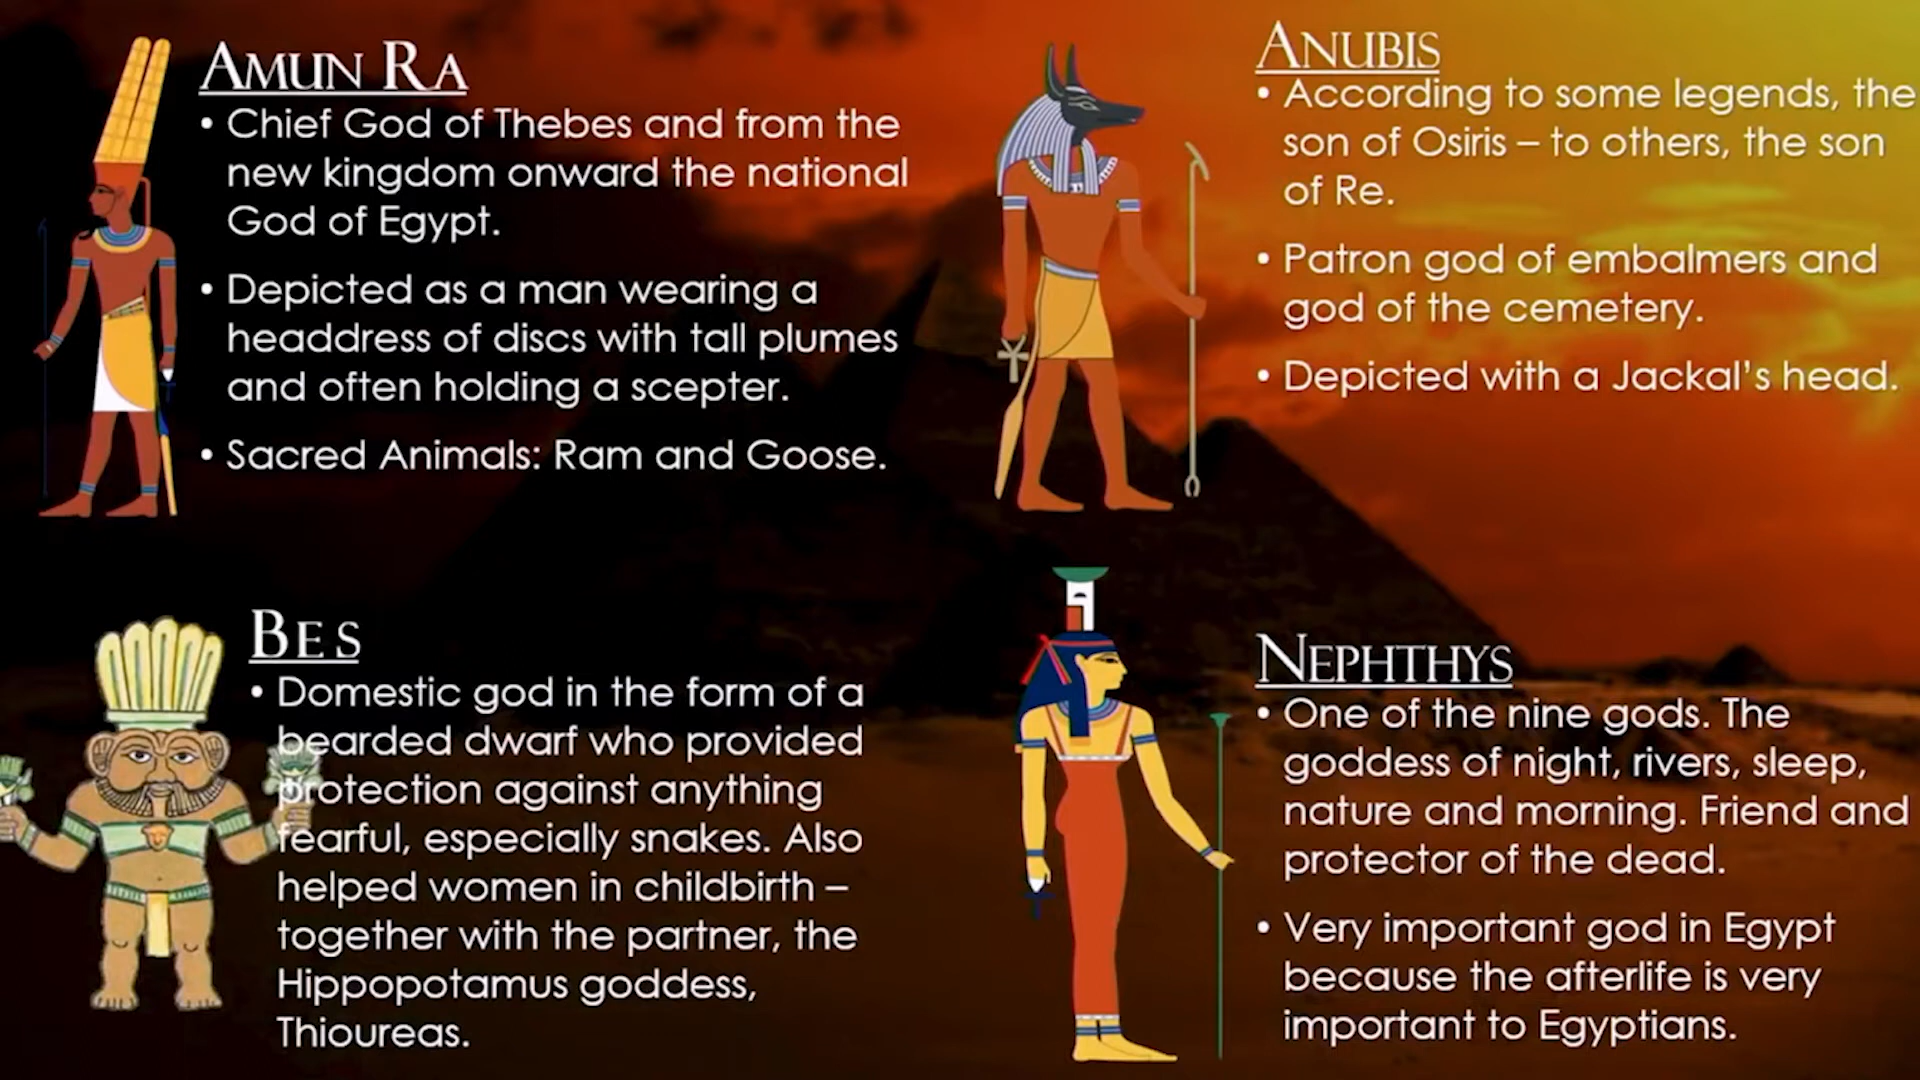 AMUN RA
• Chief God of Thebes and from the
new kingdom onward the national
God of Egypt.
• Depicted as a man wearing a
headdress of discs with tall plumes
and often holding a scepter.
• Sacred Animals: Ram and Goose.
ANUBIS
• According to some legends, the
son of Osiris – to others, the son
of Re.
• Patron god of embalmers and
god of the cemetery.
• Depicted with a Jackal's head.
BES
• Domestic god in the form of a
bearded dwarf who provided
protection against anything
fearful, especially snakes. Also
helped women in childbirth –
together with the partner, the
Hippopotamus goddess,
Thioureas.
NEPHTHYS
• One of the nine gods. The
goddess of night, rivers, sleep,
nature and morning. Friend and
protector of the dead.
• Very important god in Egypt
because the afterlife is very
important to Egyptians.